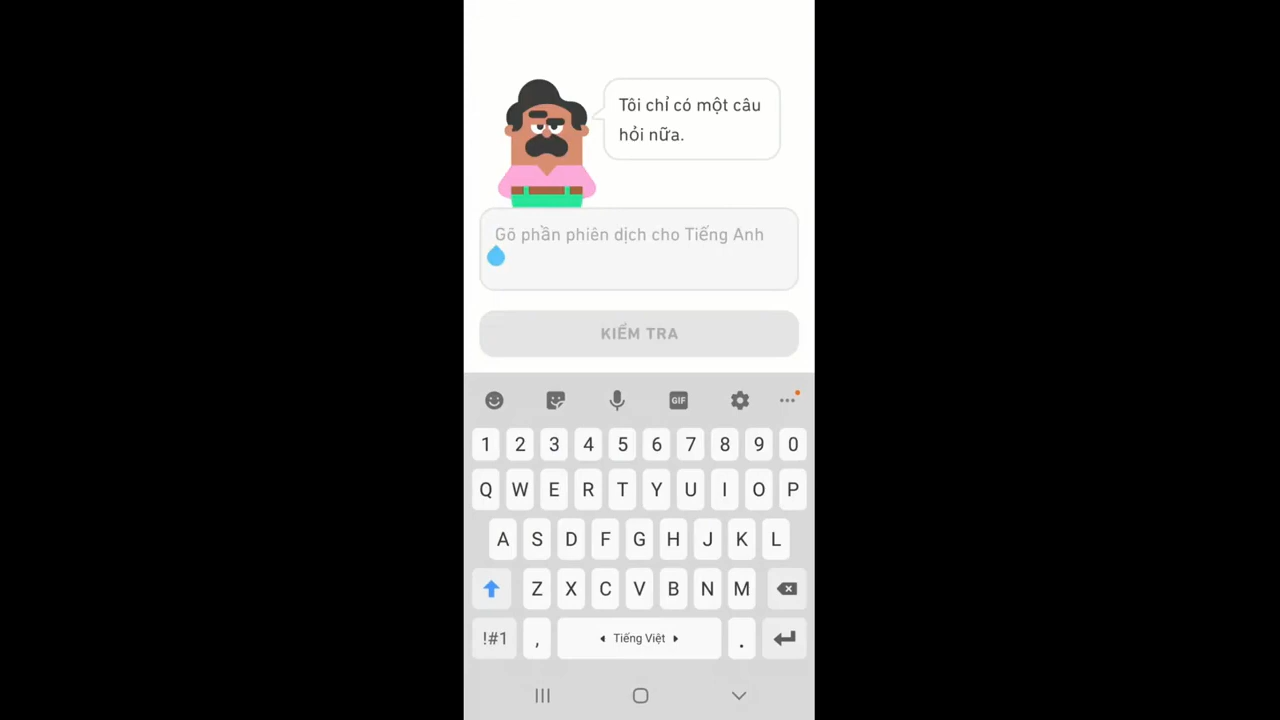 Tôi chỉ có một câu
hỏi nữa.
Gõ phần phiên dịch cho Tiếng Anh
KIỂM TRA
GIF
1 2 3 4 5 6 7 8 9 0
Q W E R T Y U I O P
A S D F G H J K L
Z X C V B N M
!#1 , Tiếng Việt .